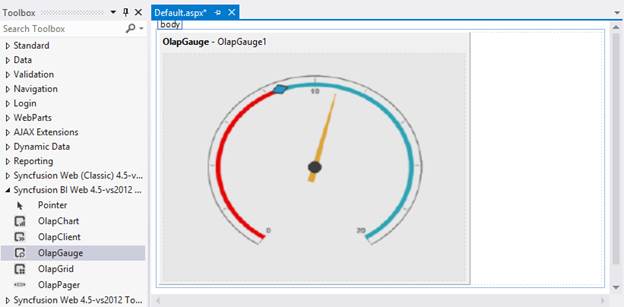 Toolbox
Search Toolbox
Standard
Data
Validation
Navigation
Login
WebParts
AJAX Extensions
Dynamic Data
Reporting
Syncfusion Web (Classic) 4.5-v...
Syncfusion BI Web 4.5-vs2012 ...
Pointer
OlapChart
OlapClient
OlapGauge
OlapGrid
OlapPager
Syncfusion Web 4.5-vs2012 To...
Default.aspx*
body
OlapGauge - OlapGauge1
10
0
20